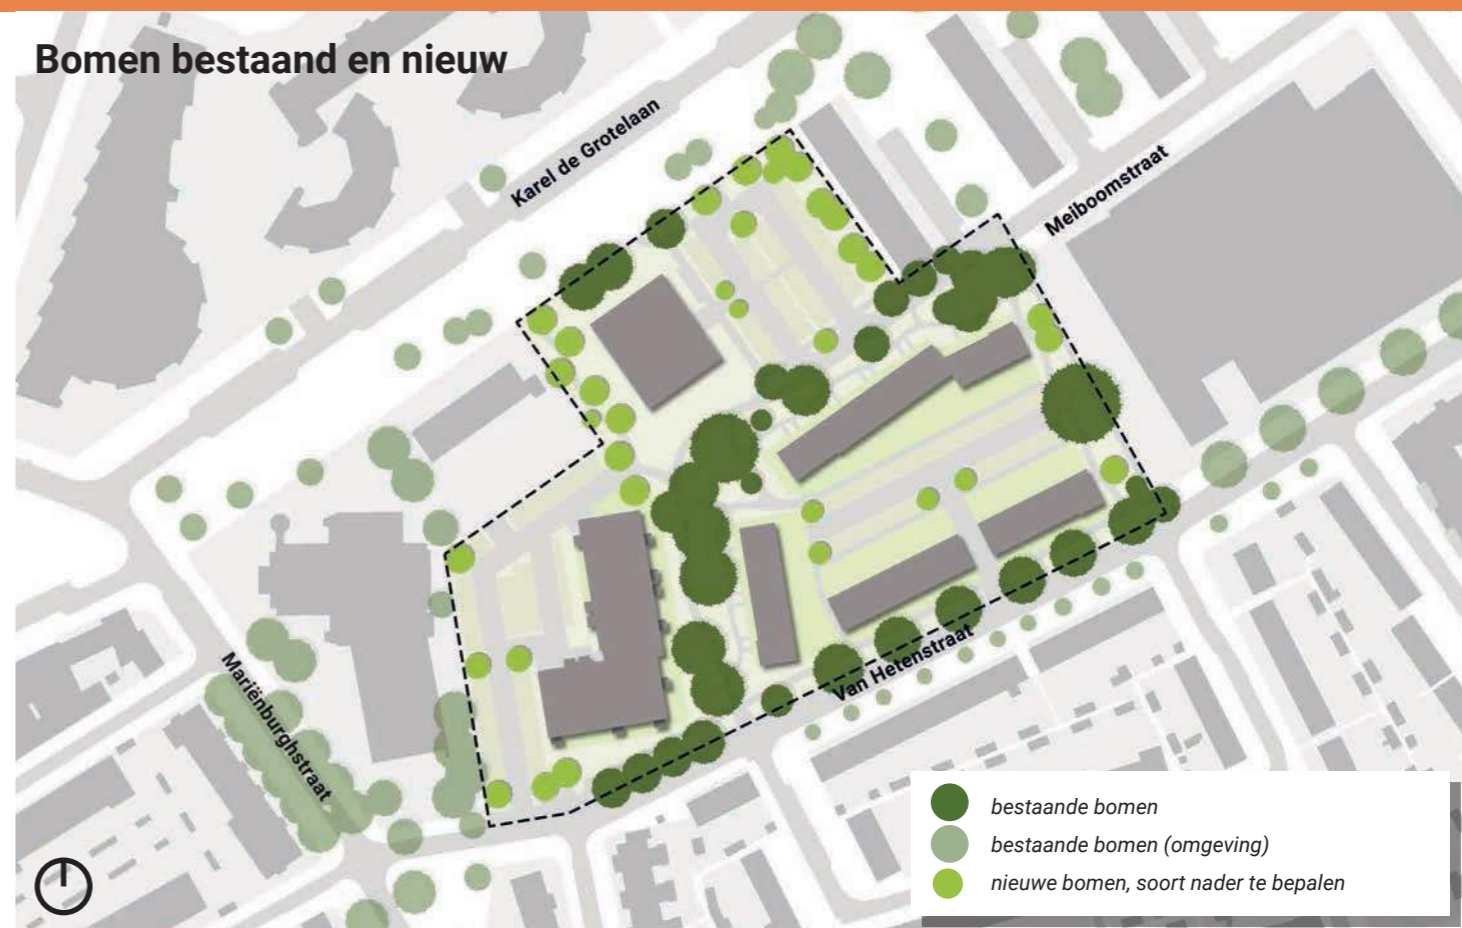 Bomen bestaand en nieuw
Karel de Grotelaan
Meiboomstraat
Van Hetenstraat
Mariënburghstraat
bestaande bomen
bestaande bomen (omgeving)
nieuwe bomen, soort nader te bepalen